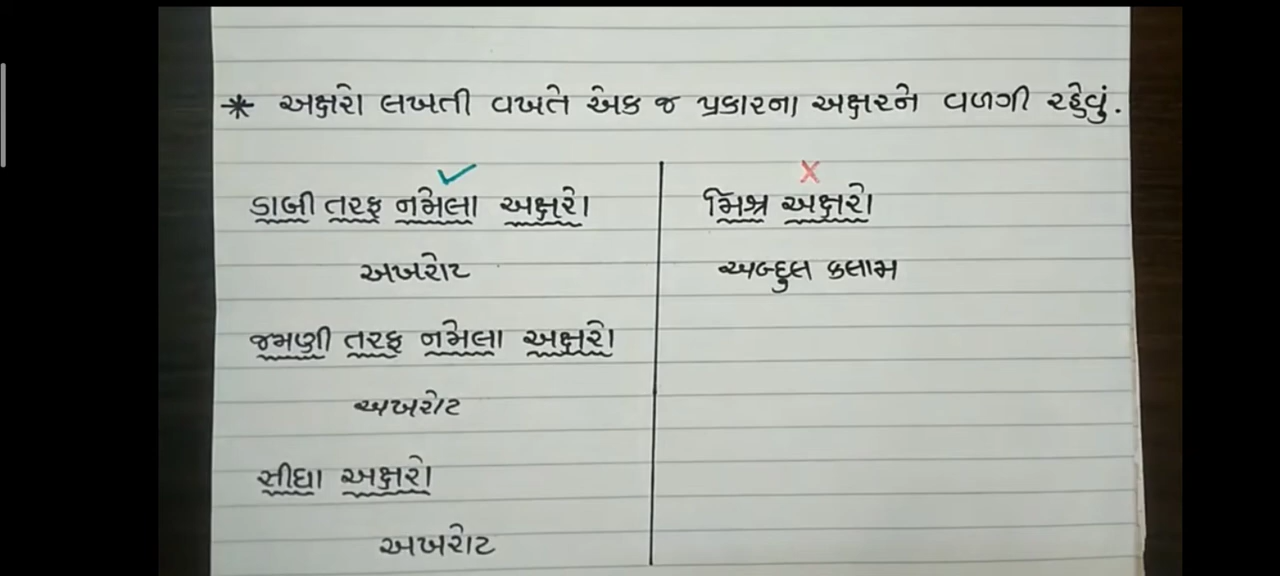 * અક્ષરો લખતી વખતે એક જ પ્રકારના અક્ષરને વળગી રહેવું.
ડાબી તરફ નમેલા અક્ષરો
અખરોટ
જમણી તરફ નમેલા અક્ષરો
અખરોટ
સીધા અક્ષરો
અખરોટ
મિશ્ર અક્ષરો
અબ્દુલ કલામ